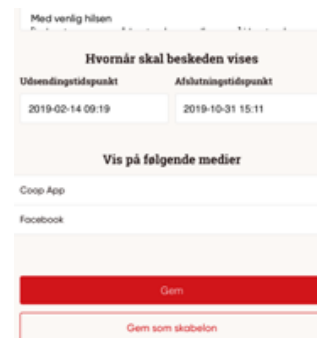 Med venlig hilsen
Hvornår skal beskeden vises
Udsendingstidspunkt Afslutningstidspunkt
2019-02-14 09:19 2019-10-31 15:11
Vis på følgende medier
Coop App
Facebook
Gem
Gem som skabelon